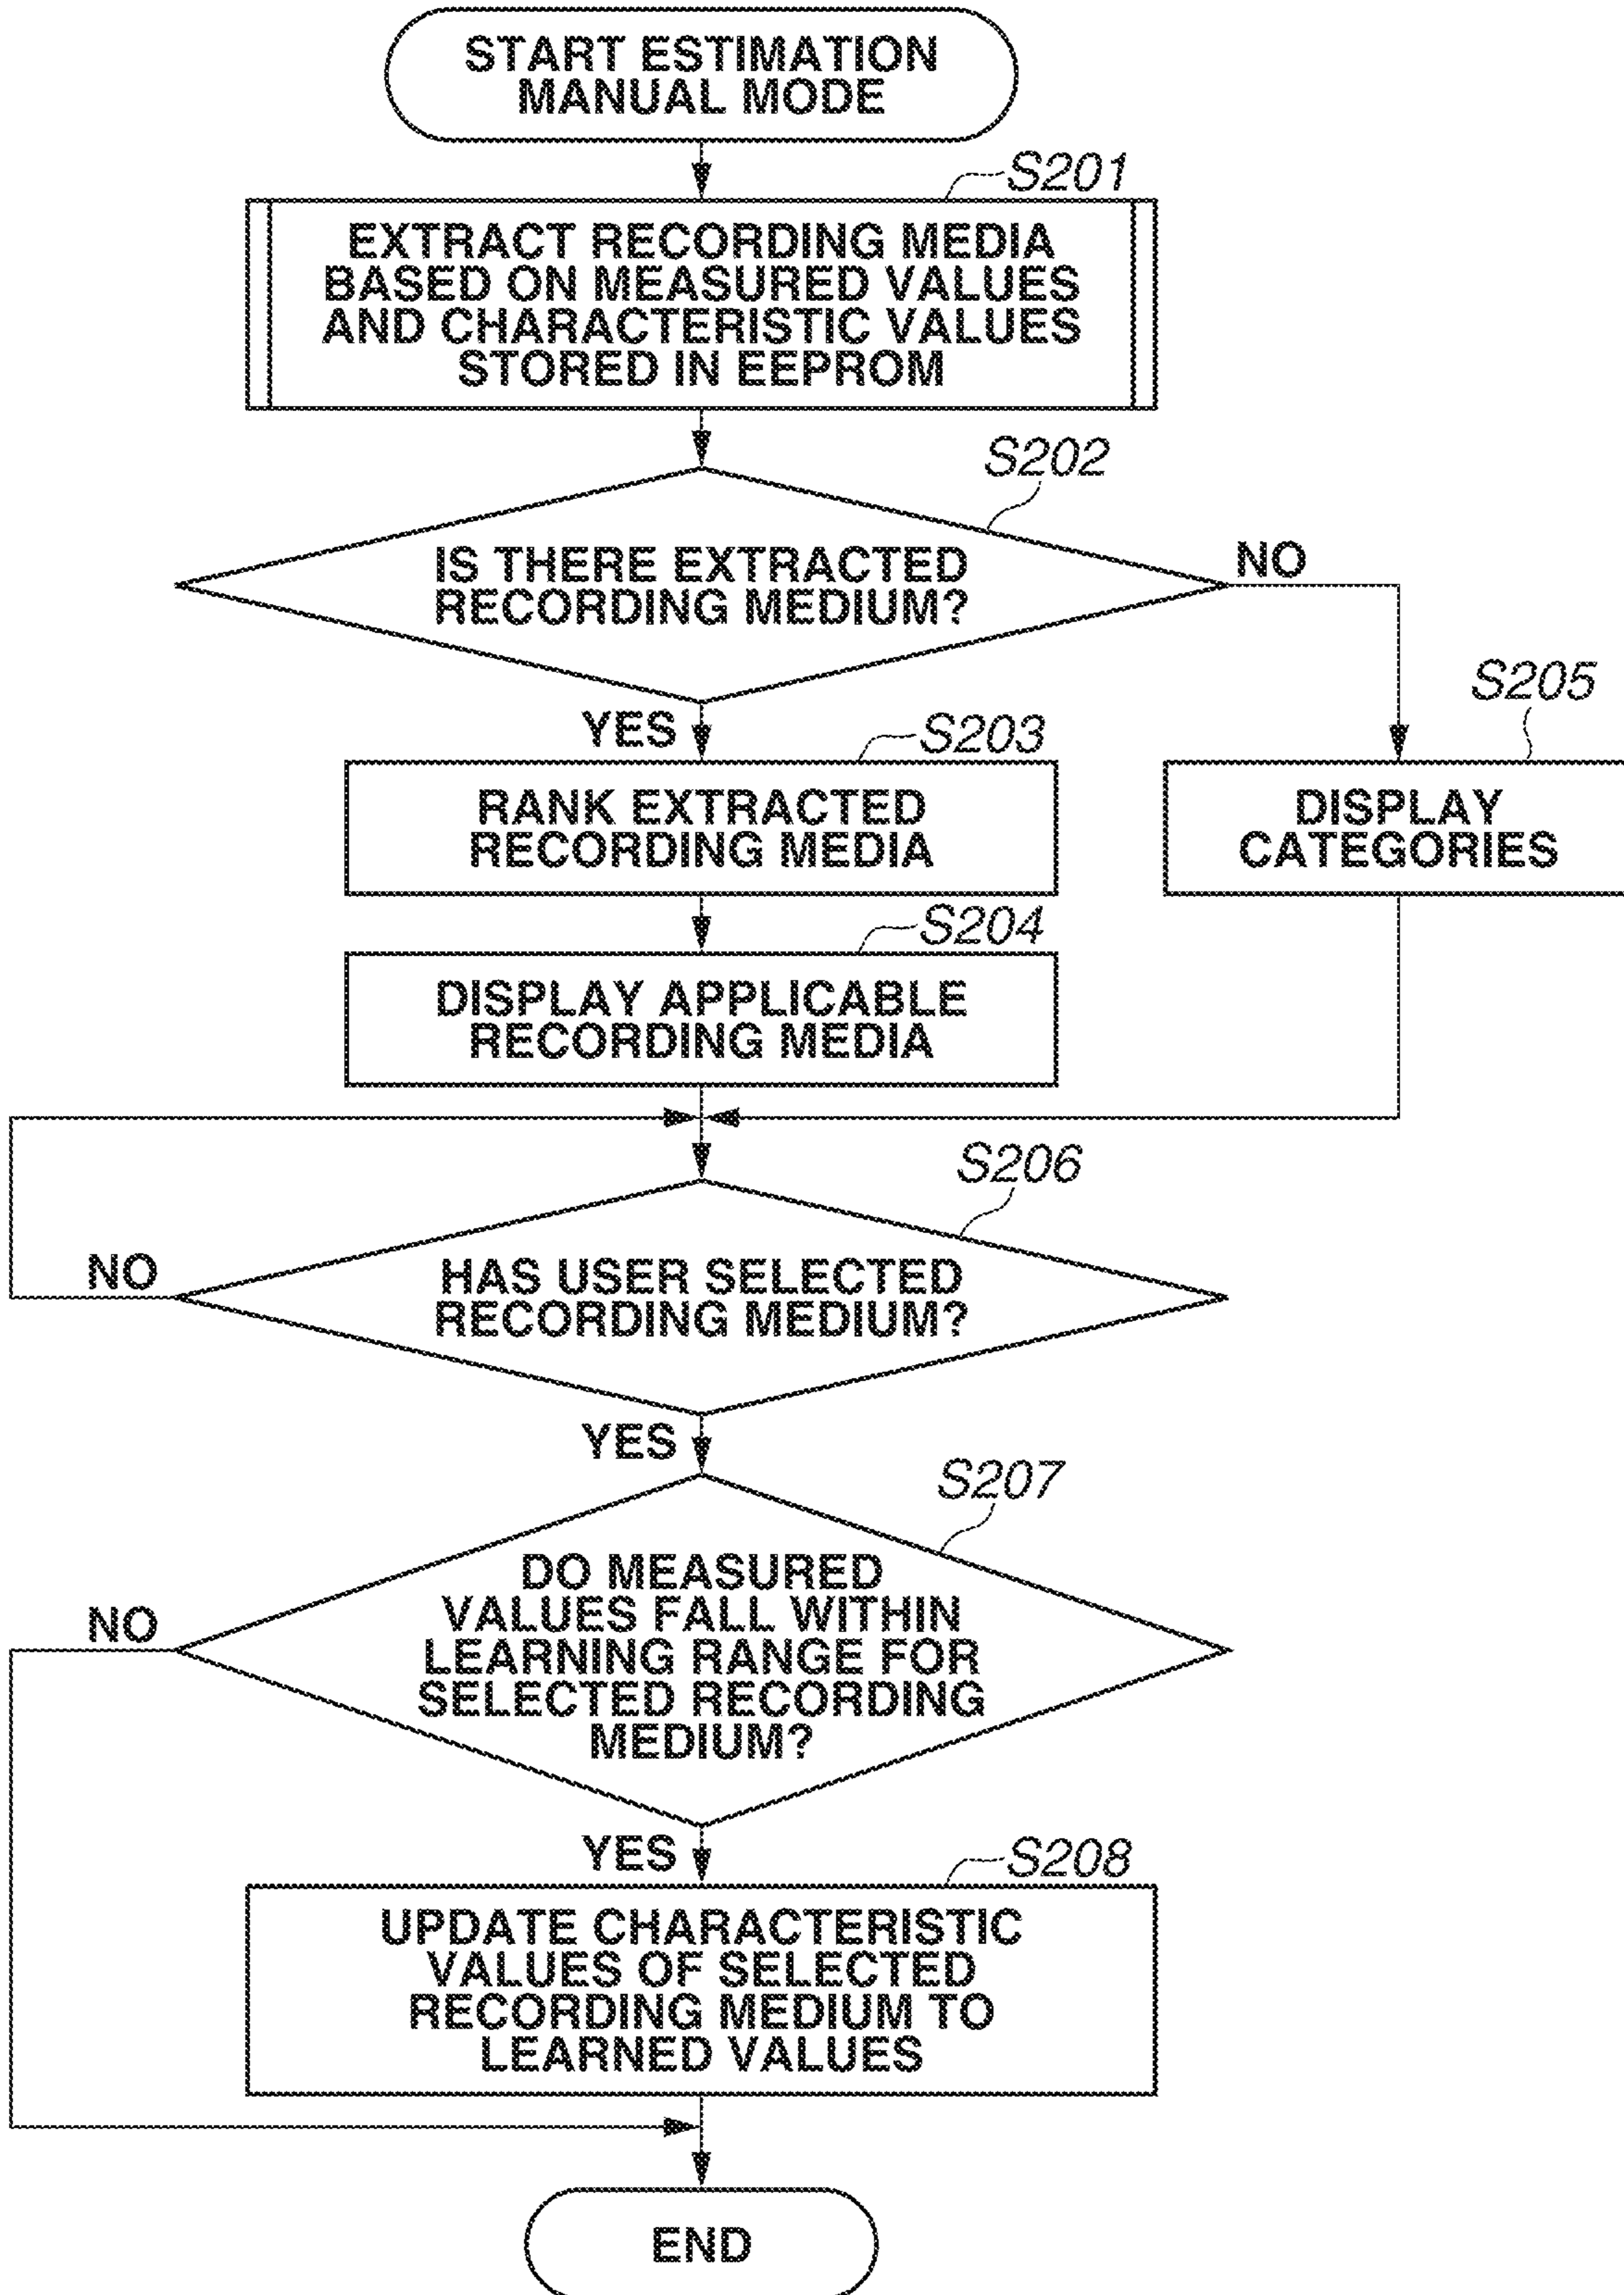 START ESTIMATION
MANUAL MODE
S201
EXTRACT RECORDING MEDIA
BASED ON MEASURED VALUES
AND CHARACTERISTIC VALUES
STORED IN EEPROM
S202
IS THERE EXTRACTED
RECORDING MEDIUM?
NO
YES
S203
RANK EXTRACTED
RECORDING MEDIA
S205
DISPLAY
CATEGORIES
S204
DISPLAY APPLICABLE
RECORDING MEDIA
S206
HAS USER SELECTED
RECORDING MEDIUM?
NO
YES
S207
DO MEASURED
VALUES FALL WITHIN
LEARNING RANGE FOR
SELECTED RECORDING
MEDIUM?
NO
YES
S208
UPDATE CHARACTERISTIC
VALUES OF SELECTED
RECORDING MEDIUM TO
LEARNED VALUES
END